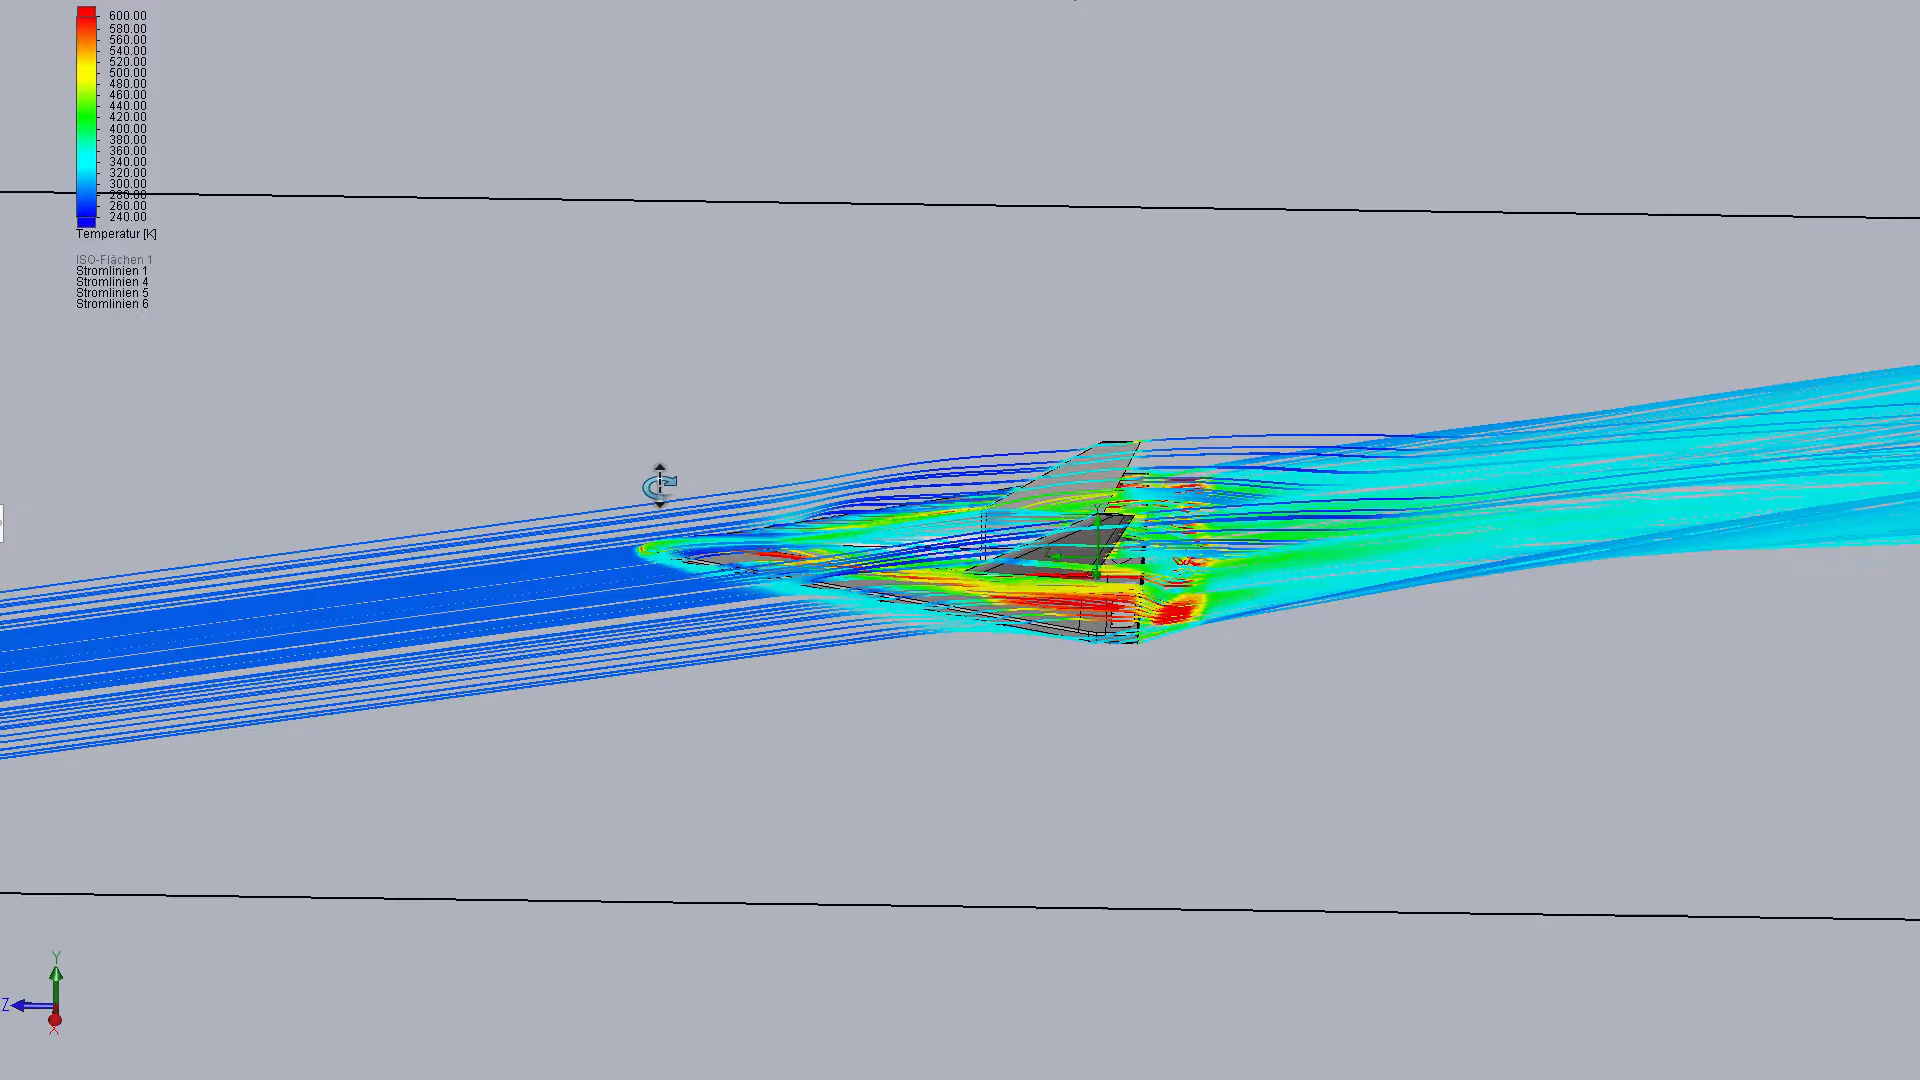 600.00
580.00
560.00
540.00
520.00
500.00
480.00
460.00
440.00
420.00
400.00
380.00
360.00
340.00
320.00
300.00
280.00
260.00
240.00
Temperatur [K]
ISO-Flächen 1
Stromlinien 1
Stromlinien 4
Stromlinien 5
Stromlinien 6
Y
Z
Y
Z
X